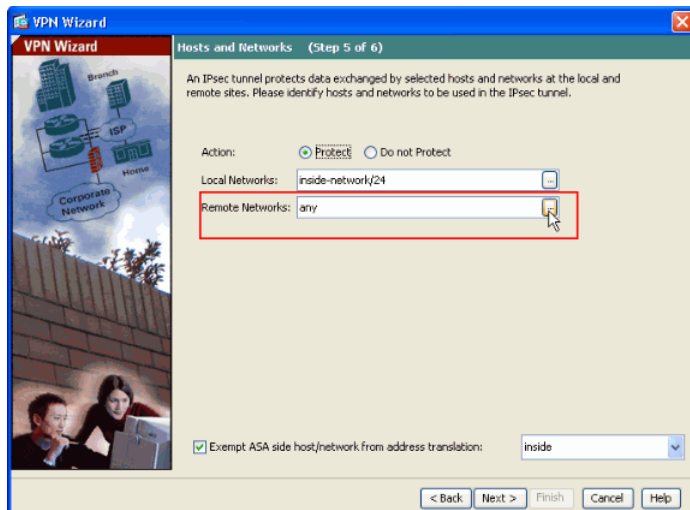 VPN Wizard
VPN Wizard
Branch
ISP
Home
Corporate
Network
Hosts and Networks (Step 5 of 6)
An IPsec tunnel protects data exchanged by selected hosts and networks at the local and
remote sites. Please identify hosts and networks to be used in the IPsec tunnel.
Action: Protect Do not Protect
Local Networks: inside-network/24 ...
Remote Networks: any ...
Exempt ASA side host/network from address translation: inside
< Back Next > Finish Cancel Help